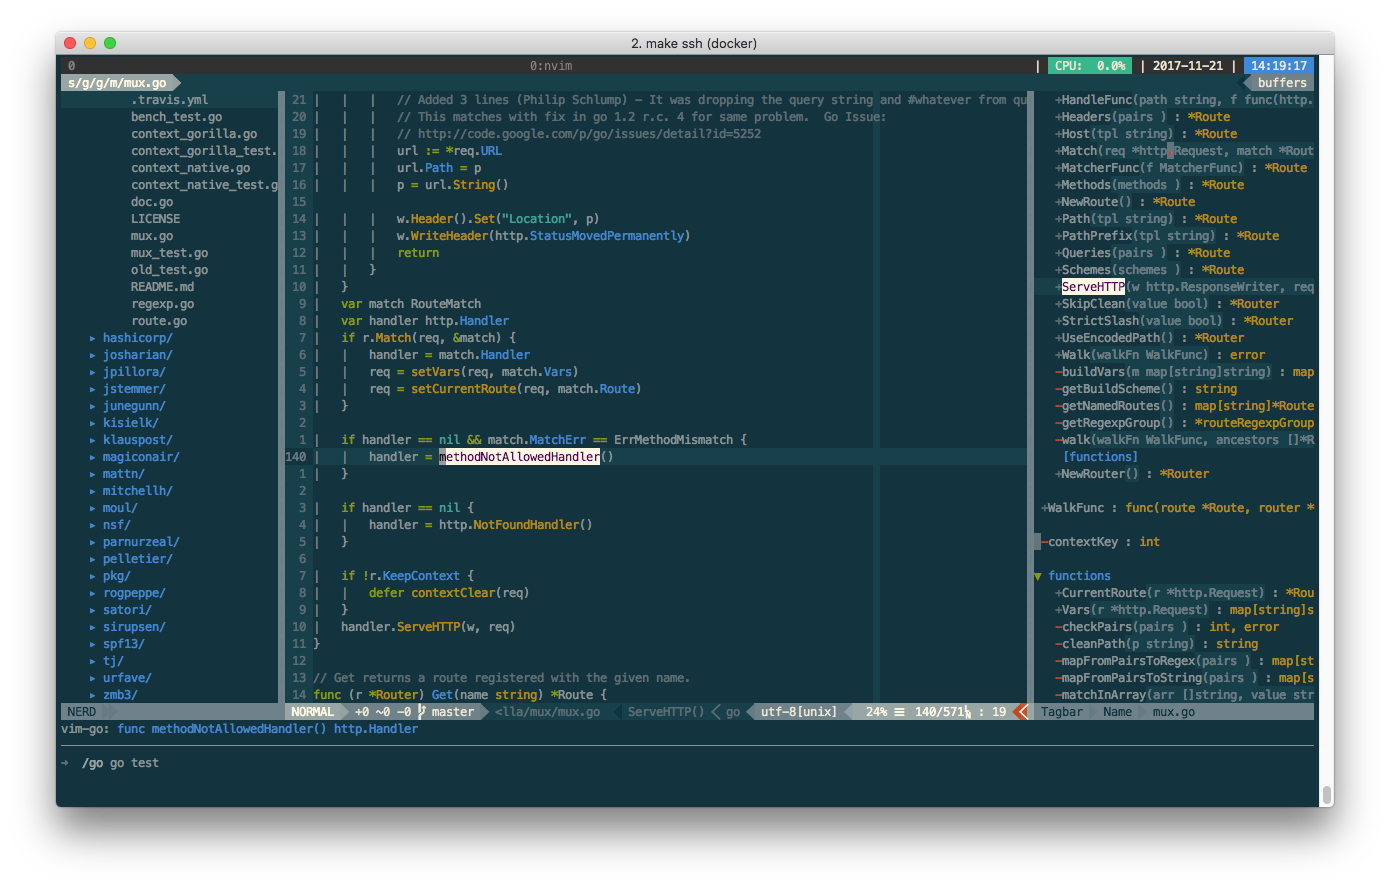 2. make ssh (docker)
0 0:nvim | CPU: 0.0% | 2017-11-21 | 14:19:17
s/g/g/m/mux.go buffers
.travis.yml
bench_test.go
context_gorilla.go
context_gorilla_test.
context_native.go
context_native_test.g
doc.go
LICENSE
mux.go
mux_test.go
old_test.go
README.md
regexp.go
route.go
▸ hashicorp/
▸ josharian/
▸ jpillora/
▸ jstemmer/
▸ junegunn/
▸ kisielk/
▸ klauspost/
▸ magiconair/
▸ mattn/
▸ mitchellh/
▸ moul/
▸ nsf/
▸ parnurzeal/
▸ pelletier/
▸ pkg/
▸ rogpeppe/
▸ satori/
▸ sirupsen/
▸ spf13/
▸ tj/
▸ urfave/
▸ zmb3/
21 | | | // Added 3 lines (Philip Schlump) - It was dropping the query string and #whatever from qu
20 | | | // This matches with fix in go 1.2 r.c. 4 for same problem.  Go Issue:
19 | | | // http://code.google.com/p/go/issues/detail?id=5252
18 | | | url := *req.URL
17 | | | url.Path = p
16 | | | p = url.String()
15
14 | | | w.Header().Set("Location", p)
13 | | | w.WriteHeader(http.StatusMovedPermanently)
12 | | | return
11 | | }
10 | }
9 | var match RouteMatch
8 | var handler http.Handler
7 | if r.Match(req, &match) {
6 | | handler = match.Handler
5 | | req = setVars(req, match.Vars)
4 | | req = setCurrentRoute(req, match.Route)
3 | }
2
1 | if handler == nil && match.MatchErr == ErrMethodMismatch {
140 | | handler = methodNotAllowedHandler()
1 | }
2
3 | if handler == nil {
4 | | handler = http.NotFoundHandler()
5 | }
6
7 | if !r.KeepContext {
8 | | defer contextClear(req)
9 | }
10 | handler.ServeHTTP(w, req)
11 }
12
13 // Get returns a route registered with the given name.
14 func (r *Router) Get(name string) *Route {
+HandleFunc(path string, f func(http.
+Headers(pairs ) : *Route
+Host(tpl string) : *Route
+Match(req *http.Request, match *Rout
+MatcherFunc(f MatcherFunc) : *Route
+Methods(methods ) : *Route
+NewRoute() : *Route
+Path(tpl string) : *Route
+PathPrefix(tpl string) : *Route
+Queries(pairs ) : *Route
+Schemes(schemes ) : *Route
+ServeHTTP(w http.ResponseWriter, req
+SkipClean(value bool) : *Router
+StrictSlash(value bool) : *Router
+UseEncodedPath() : *Router
+Walk(walkFn WalkFunc) : error
-buildVars(m map[string]string) : map
-getBuildScheme() : string
-getNamedRoutes() : map[string]*Route
-getRegexpGroup() : *routeRegexpGroup
-walk(walkFn WalkFunc, ancestors []*R
[functions]
+NewRouter() : *Router
+WalkFunc : func(route *Route, router *
-contextKey : int
▼ functions
+CurrentRoute(r *http.Request) : *Rou
+Vars(r *http.Request) : map[string]s
-checkPairs(pairs ) : int, error
-cleanPath(p string) : string
-mapFromPairsToRegex(pairs ) : map[st
-mapFromPairsToString(pairs ) : map[s
-matchInArray(arr []string, value str
NERD NORMAL +0 ~0 -0 master <lla/mux/mux.go ServeHTTP() go utf-8[unix] 24% ☰ 140/571 : 19 Tagbar Name mux.go
vim-go: func methodNotAllowedHandler() http.Handler
→ /go go test